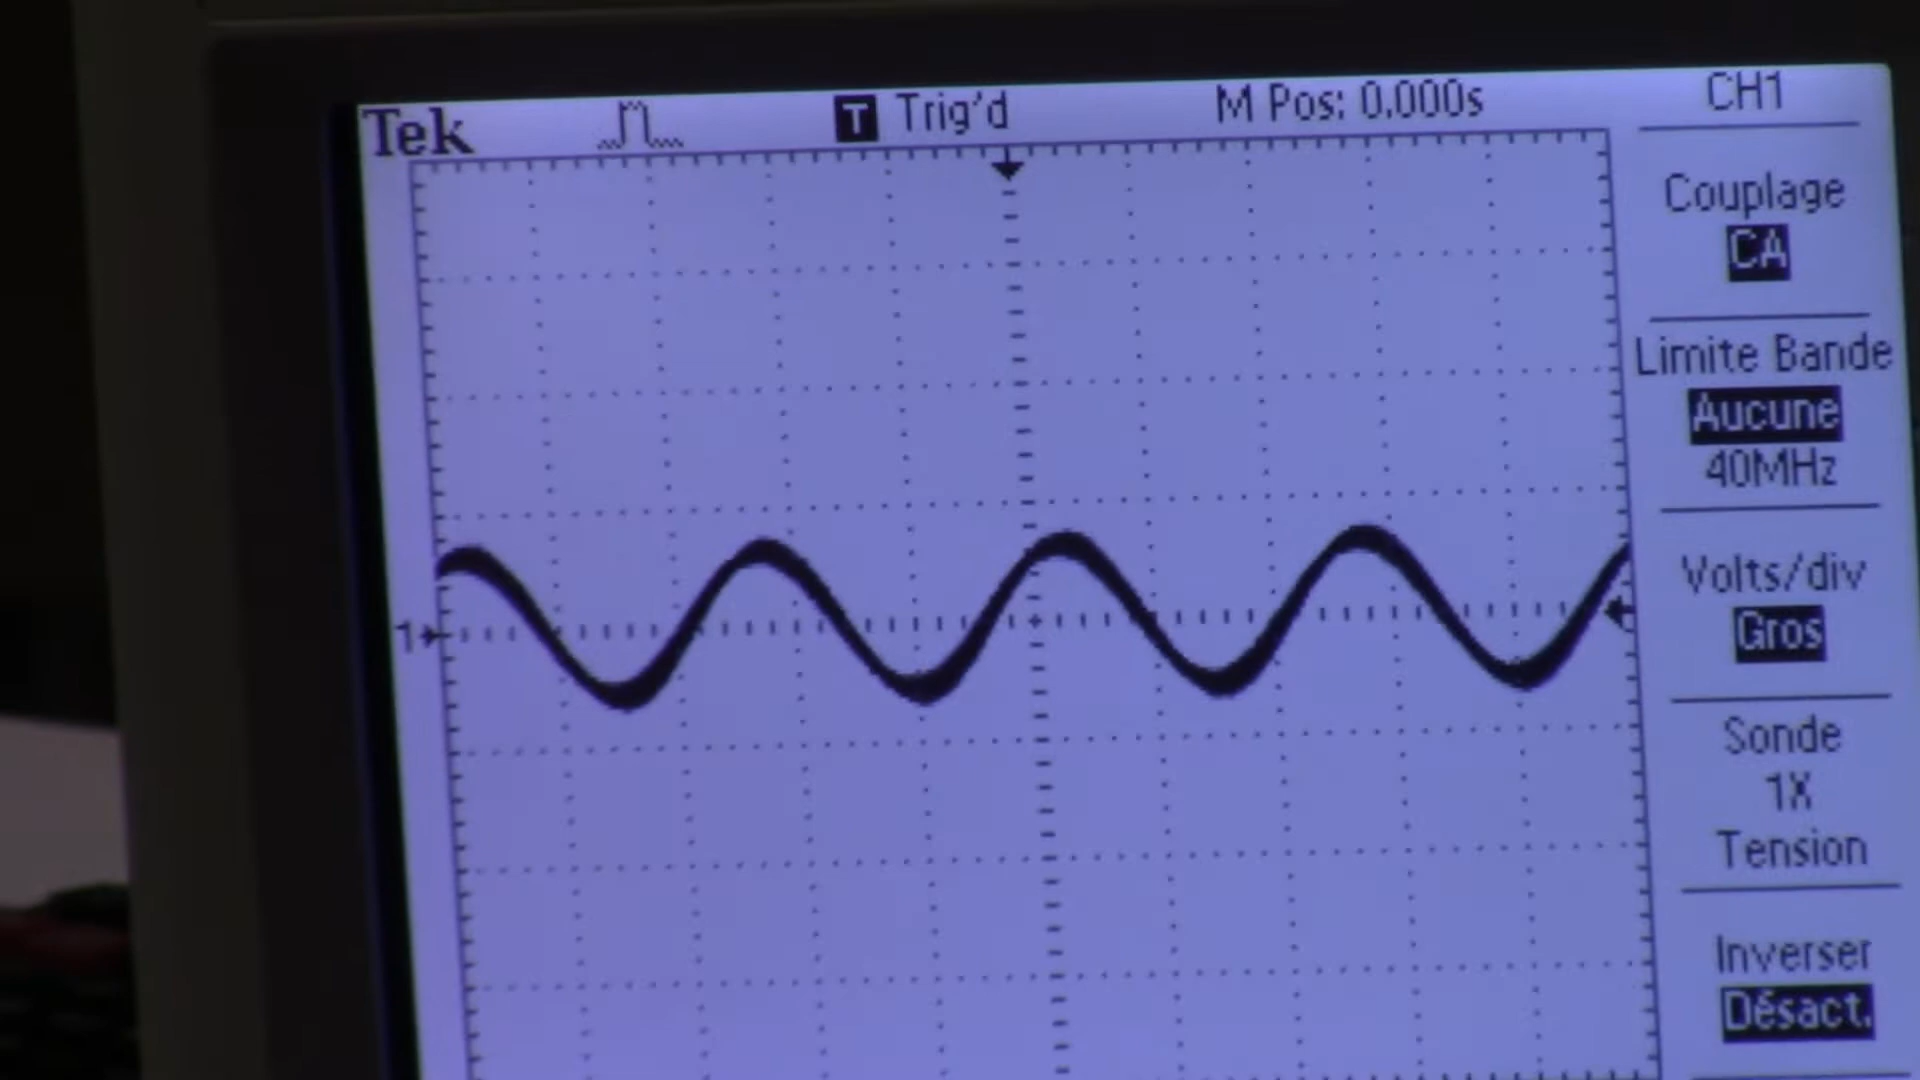 Tek T Trig'd M Pos: 0.000s CH1
Couplage
CA
Limite Bande
Aucune
40MHz
Volts/div
Gros
1
Sonde
1X
Tension
Inverser
Désact.